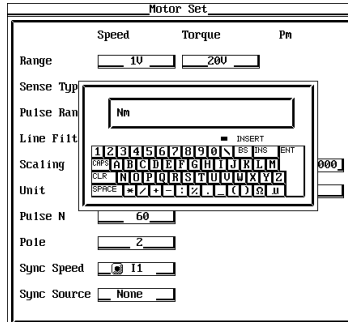 Motor Set
Speed Torque Pm
Range 1V 20V
Sense Typ
Pulse Ran
Nm
Line Filt
INSERT
1 2 3 4 5 6 7 8 9 0 \ BS INS ENT
Scaling CAPS A B C D E F G H I J K L M 000
CLR N O P Q R S T U V W X Y Z
Unit SPACE * / + - : % . _ ( ) Ω µ
Pulse N 60
Pole 2
Sync Speed I1
Sync Source None